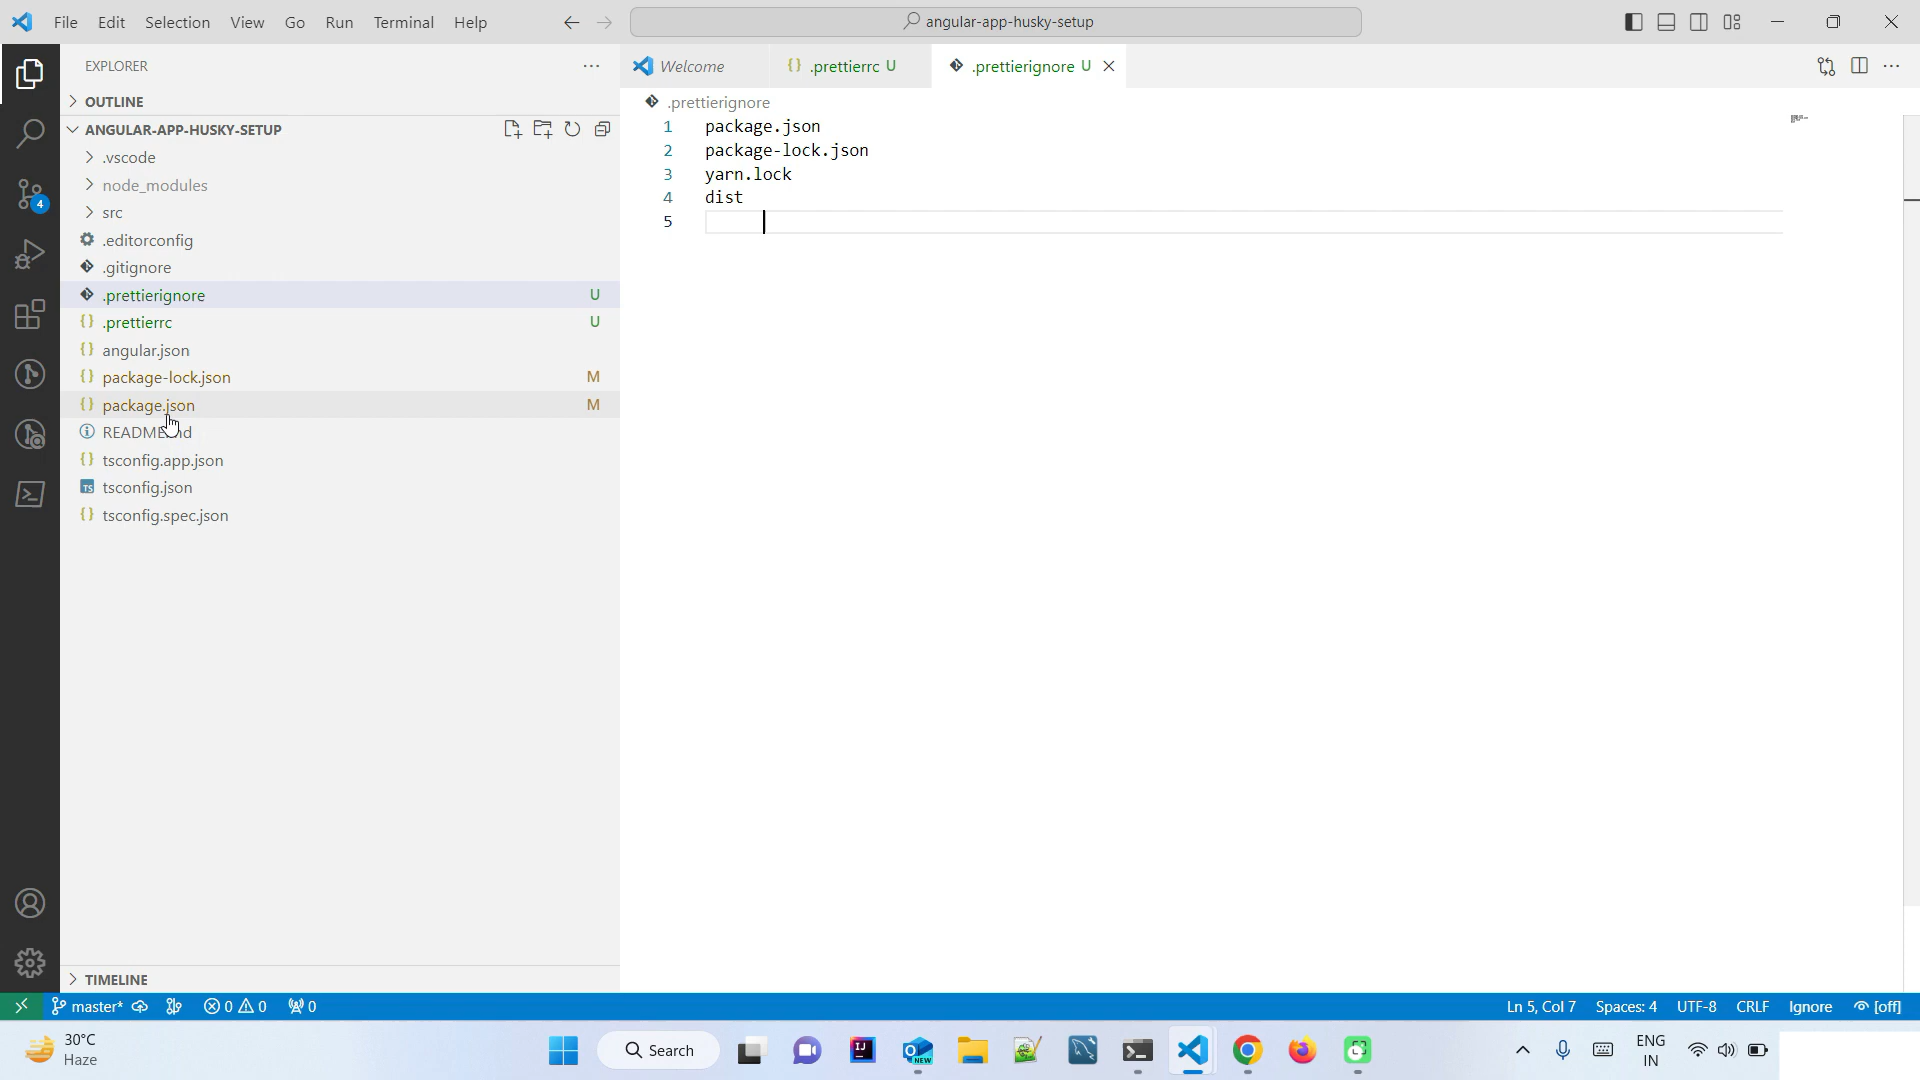 File Edit Selection View Go Run Terminal Help
angular-app-husky-setup
EXPLORER
OUTLINE
ANGULAR-APP-HUSKY-SETUP
.vscode
node_modules
src
.editorconfig
.gitignore
.prettierignore U
.prettierrc U
angular.json
package-lock.json M
package.json M
tsconfig.app.json
TS tsconfig.json
tsconfig.spec.json
TIMELINE
Welcome
.prettierrc U
.prettierignore U
.prettierignore
1 package.json
2 package-lock.json
3 yarn.lock
4 dist
5
4
master* 0 0 0
Ln 5, Col 7 Spaces: 4 UTF-8 CRLF Ignore [off]
30°C
Haze
Search
IJ
NEW
ENG
IN